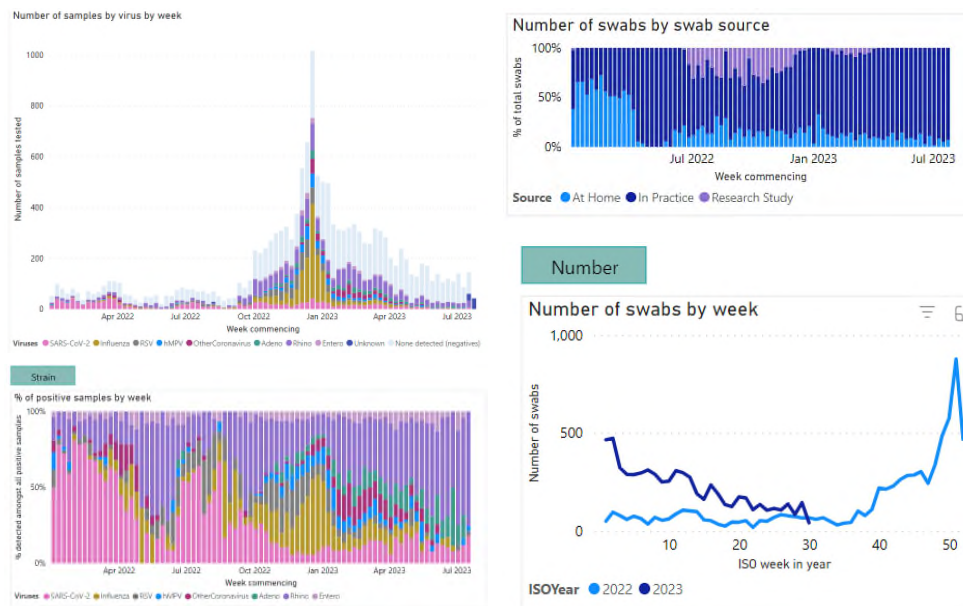 Number of samples by virus by week
1000
800
600
400
200
0
Number of samples tested
Apr 2022 Jul 2022 Oct 2022 Jan 2023 Apr 2023 Jul 2023
Week commencing
Viruses SARS-CoV-2 Influenza RSV hMPV OtherCoronavirus Adeno Rhino Entero Unknown None detected (negatives)
Strain
% of positive samples by week
100%
50%
0%
% detected amongst all positive samples
Apr 2022 Jul 2022 Oct 2022 Jan 2023 Apr 2023 Jul 2023
Week commencing
Viruses SARS-CoV-2 Influenza RSV hMPV OtherCoronavirus Adeno Rhino Entero
Number of swabs by swab source
100%
50%
0%
% of total swabs
Jul 2022 Jan 2023 Jul 2023
Week commencing
Source At Home In Practice Research Study
Number
Number of swabs by week
1,000
500
0
Number of swabs
10 20 30 40 50
ISO week in year
ISOYear 2022 2023